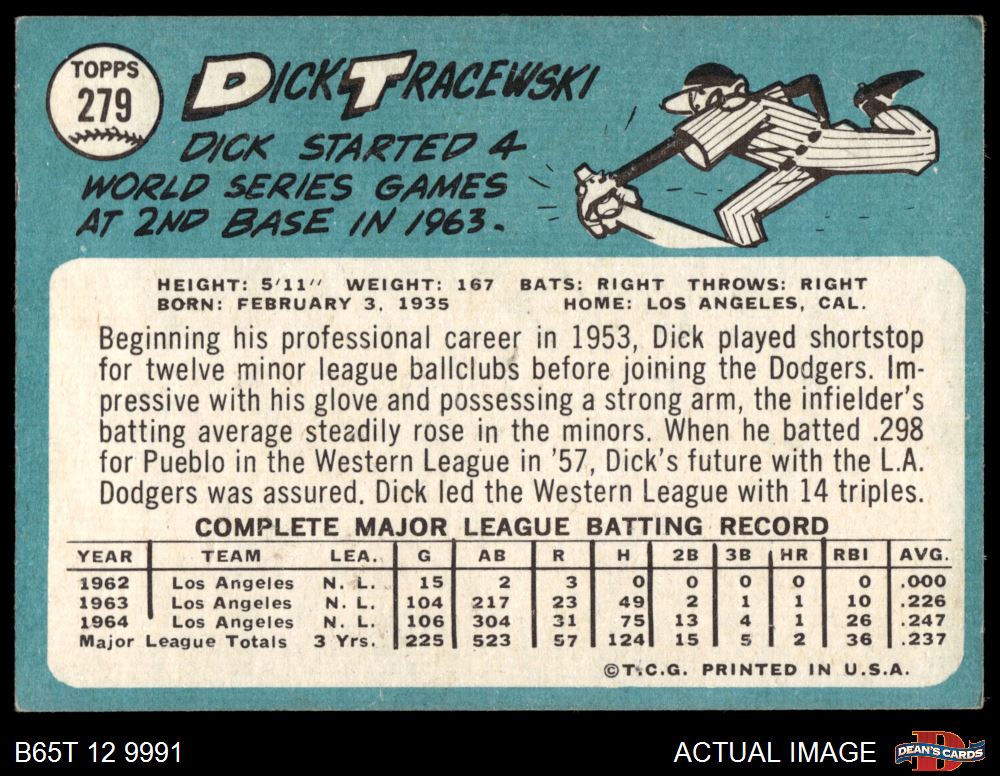 TOPPS
279
DICK TRACEWSKI
DICK STARTED 4
WORLD SERIES GAMES
AT 2ND BASE IN 1963.
HEIGHT: 5'11" WEIGHT: 167 BATS: RIGHT THROWS: RIGHT
BORN: FEBRUARY 3, 1935 HOME: LOS ANGELES, CAL.
Beginning his professional career in 1953, Dick played shortstop
for twelve minor league ballclubs before joining the Dodgers. Im-
pressive with his glove and possessing a strong arm, the infielder's
batting average steadily rose in the minors. When he batted .298
for Pueblo in the Western League in '57, Dick's future with the L.A.
Dodgers was assured. Dick led the Western League with 14 triples.
COMPLETE MAJOR LEAGUE BATTING RECORD
YEAR TEAM LEA. G AB R H 2B 3B HR RBI AVG.
1962 Los Angeles N. L. 15 2 3 0 0 0 0 0 .000
1963 Los Angeles N. L. 104 217 23 49 2 1 1 10 .226
1964 Los Angeles N. L. 106 304 31 75 13 4 1 26 .247
Major League Totals 3 Yrs. 225 523 57 124 15 5 2 36 .237
©T.C.G. PRINTED IN U.S.A.
B65T 12 9991
ACTUAL IMAGE
DEAN'S CARDS